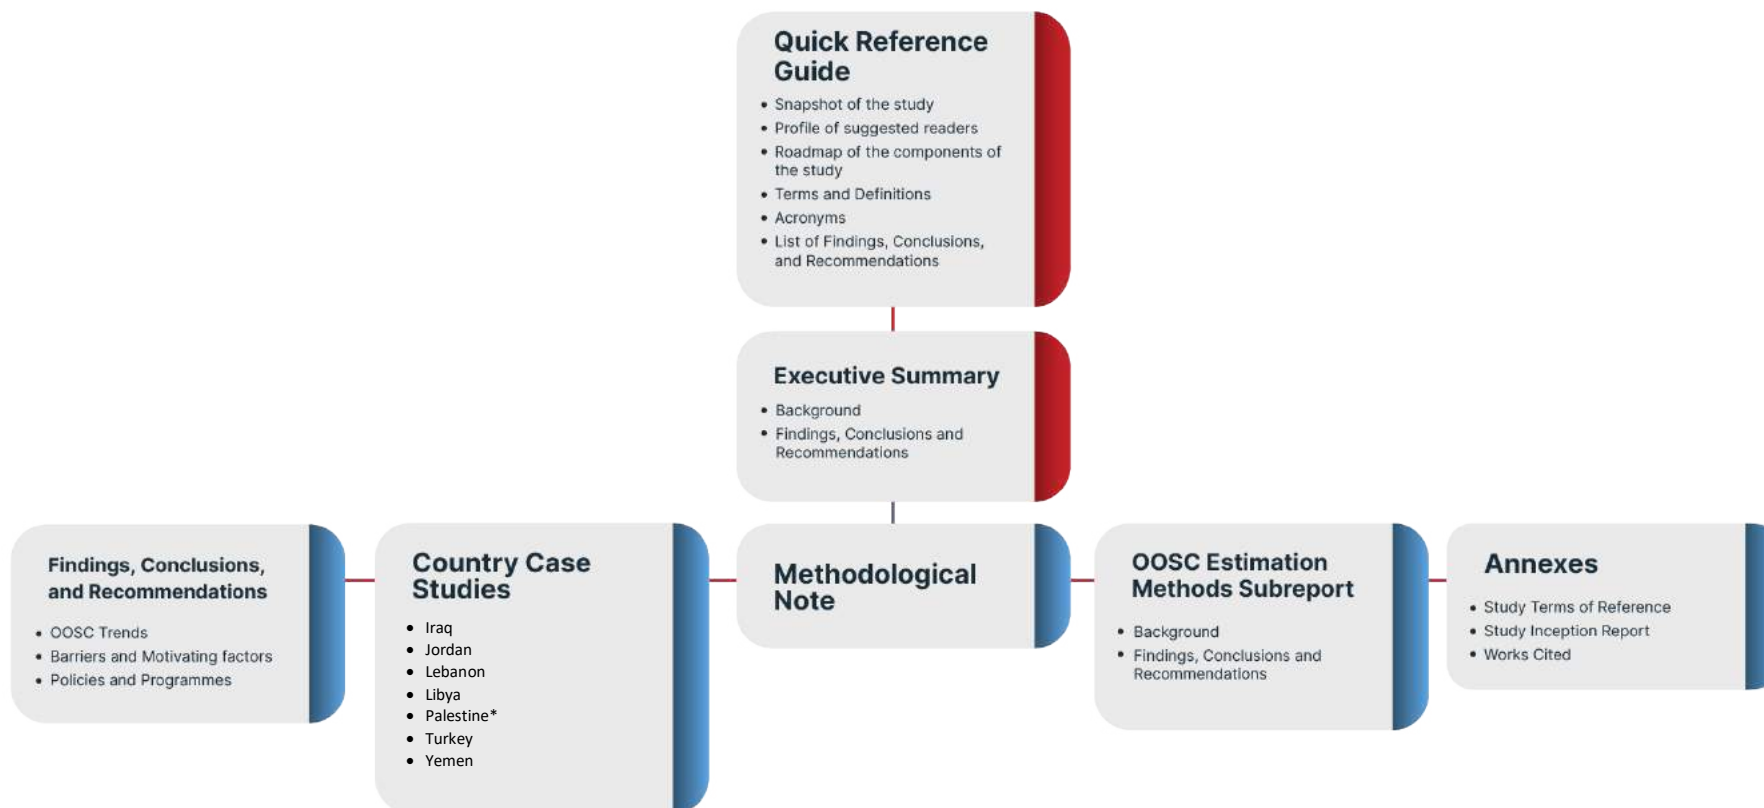 Quick Reference
Guide
• Snapshot of the study
• Profile of suggested readers
• Roadmap of the components of
the study
• Terms and Definitions
• Acronyms
• List of Findings, Conclusions,
and Recommendations
Executive Summary
• Background
• Findings, Conclusions and
Recommendations
Findings, Conclusions,
and Recommendations
• OOSC Trends
• Barriers and Motivating factors
• Policies and Programmes
Country Case
Studies
• Iraq
• Jordan
• Lebanon
• Libya
• Palestine*
• Turkey
• Yemen
Methodological
Note
OOSC Estimation
Methods Subreport
• Background
• Findings, Conclusions and
Recommendations
Annexes
• Study Terms of Reference
• Study Inception Report
• Works Cited